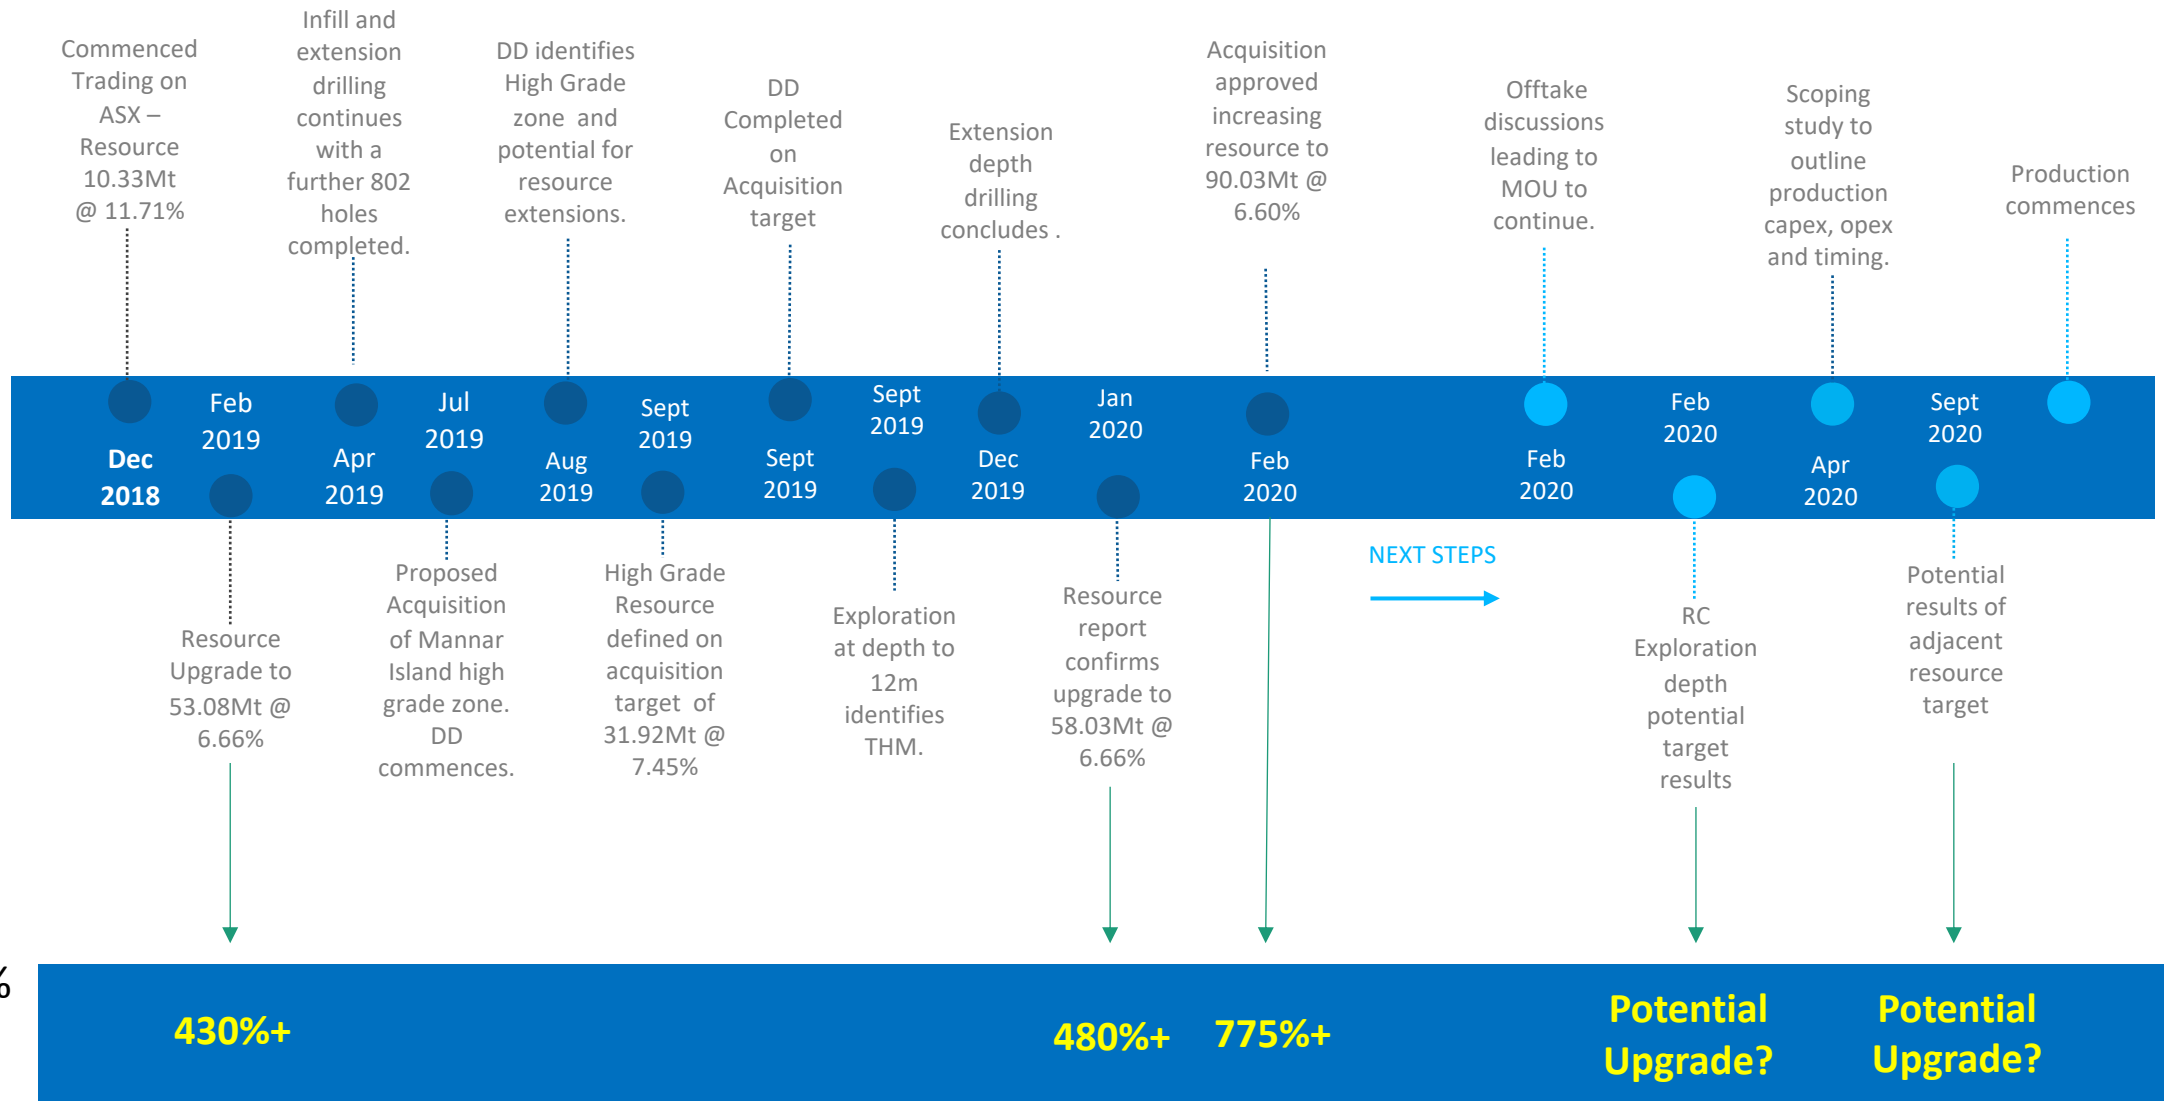 Commenced
Trading on
ASX –
Resource
10.33Mt
@ 11.71%
Infill and
extension
drilling
continues
with a
further 802
holes
completed.
DD identifies
High Grade
zone and
potential for
resource
extensions.
DD
Completed
on
Acquisition
target
Extension
depth
drilling
concludes .
Acquisition
approved
increasing
resource to
90.03Mt @
6.60%
Offtake
discussions
leading to
MOU to
continue.
Scoping
study to
outline
production
capex, opex
and timing.
Production
commences
Dec
2018
Feb
2019
Apr
2019
Jul
2019
Aug
2019
Sept
2019
Sept
2019
Sept
2019
Dec
2019
Jan
2020
Feb
2020
Feb
2020
Feb
2020
Apr
2020
Sept
2020
Resource
Upgrade to
53.08Mt @
6.66%
Proposed
Acquisition
of Mannar
Island high
grade zone.
DD
commences.
High Grade
Resource
defined on
acquisition
target of
31.92Mt @
7.45%
Exploration
at depth to
12m
identifies
THM.
Resource
report
confirms
upgrade to
58.03Mt @
6.66%
NEXT STEPS
RC
Exploration
depth
potential
target
results
Potential
results of
adjacent
resource
target
%
430%+
480%+
775%+
Potential
Upgrade?
Potential
Upgrade?